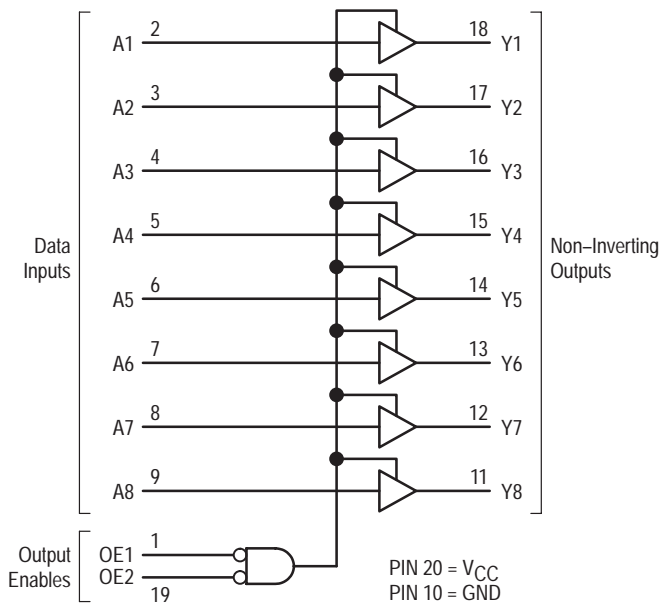 A1 2 18 Y1
A2 3 17 Y2
A3 4 16 Y3
A4 5 15 Y4
Data
Inputs
Non–Inverting
Outputs
A5 6 14 Y5
A6 7 13 Y6
A7 8 12 Y7
A8 9 11 Y8
Output
Enables
OE1 1
OE2 19
PIN 20 = VCC
PIN 10 = GND